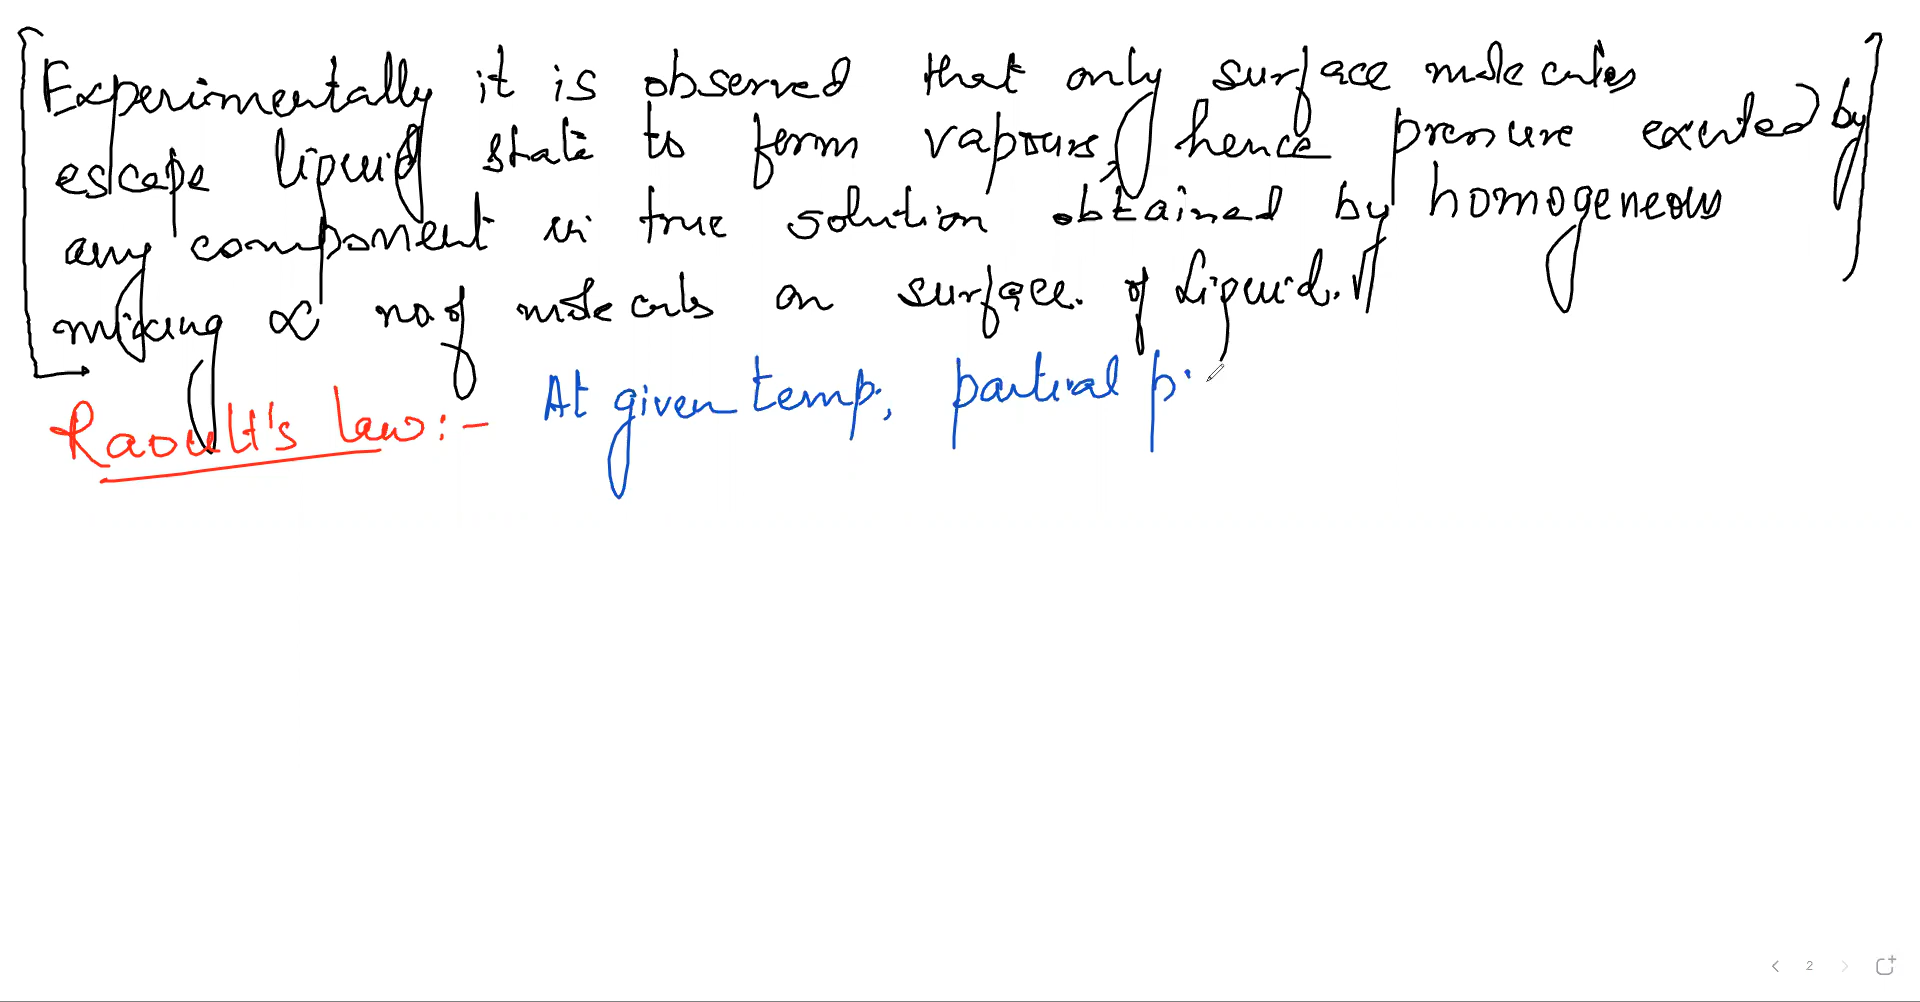 Experimentally it is observed that only surface molecules
escape liquid state to form vapours, hence pressure exerted by
any component in true solution obtained by homogeneous
mixing ∝ no. of molecules on surface. of liquid.
Raoult's law :- At given temp., partial p.
2